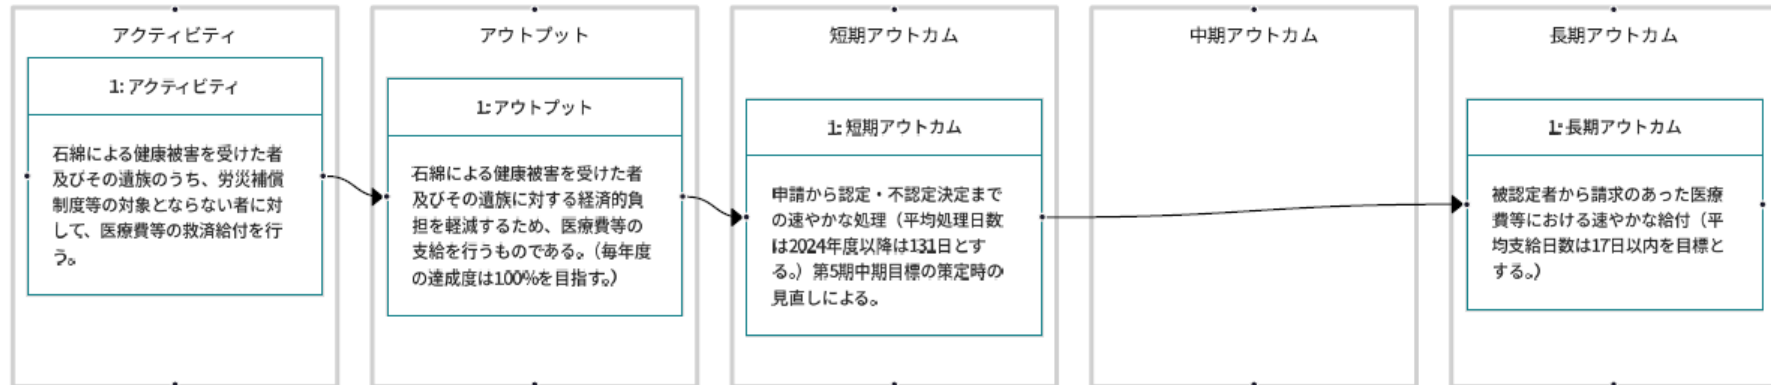 アクティビティ
1: アクティビティ
石綿による健康被害を受けた者
及びその遺族のうち、労災補償
制度等の対象とならない者に対
して、医療費等の救済給付を行
う。
アウトプット
1: アウトプット
石綿による健康被害を受けた者
及びその遺族に対する経済的負
担を軽減するため、医療費等の
支給を行うものである。（毎年度
の達成度は100%を目指す。）
短期アウトカム
1: 短期アウトカム
申請から認定・不認定決定まで
の速やかな処理（平均処理日数
は2024年度以降は131日とす
る。）第5期中期目標の策定時の
見直しによる。
中期アウトカム
長期アウトカム
1: 長期アウトカム
被認定者から請求のあった医療
費等における速やかな給付（平
均支給日数は17日以内を目標と
する。）